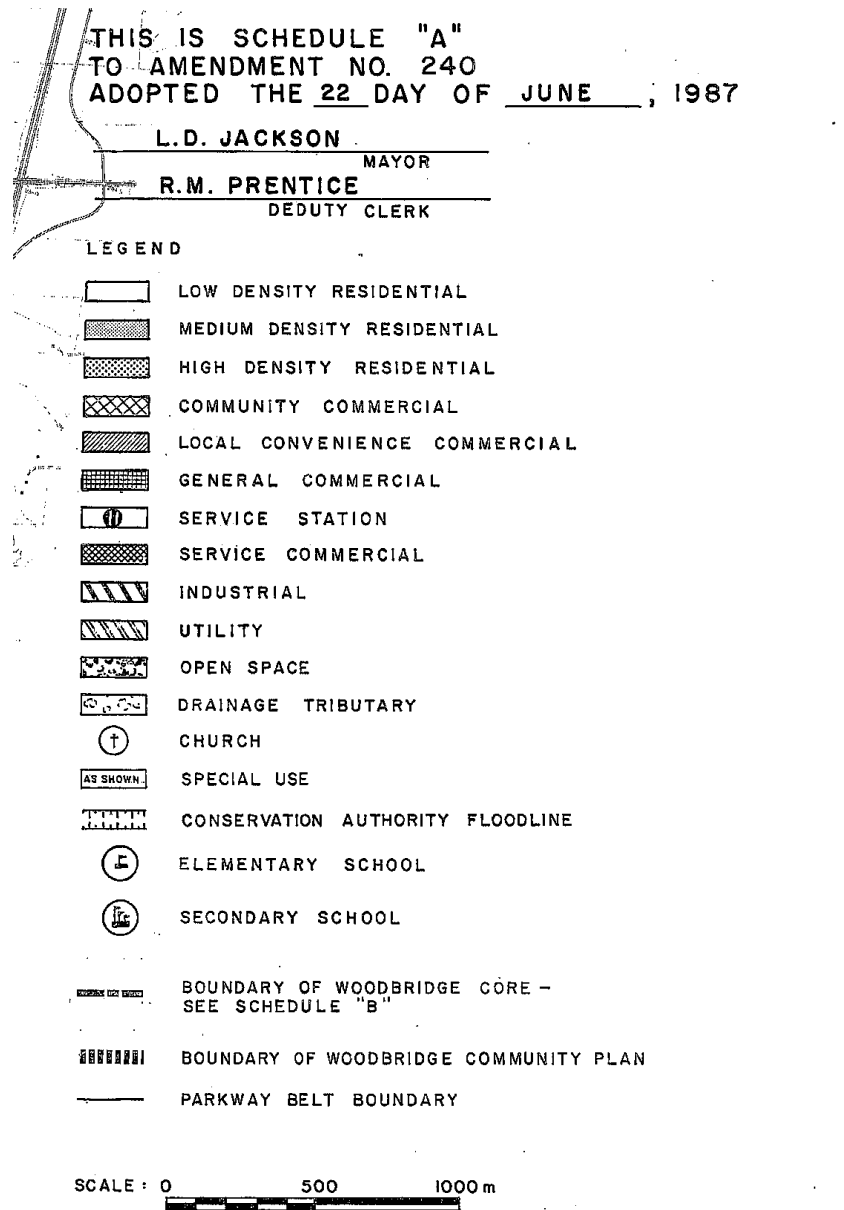 THIS IS SCHEDULE "A"
TO AMENDMENT NO. 240
ADOPTED THE 22 DAY OF JUNE, 1987
L.D. JACKSON
MAYOR
R.M. PRENTICE
DEDUTY CLERK
LEGEND
LOW DENSITY RESIDENTIAL
MEDIUM DENSITY RESIDENTIAL
HIGH DENSITY RESIDENTIAL
COMMUNITY COMMERCIAL
LOCAL CONVENIENCE COMMERCIAL
GENERAL COMMERCIAL
SERVICE STATION
SERVICE COMMERCIAL
INDUSTRIAL
UTILITY
OPEN SPACE
DRAINAGE TRIBUTARY
CHURCH
AS SHOWN SPECIAL USE
CONSERVATION AUTHORITY FLOODLINE
ELEMENTARY SCHOOL
SECONDARY SCHOOL
BOUNDARY OF WOODBRIDGE CORE –
SEE SCHEDULE "B"
BOUNDARY OF WOODBRIDGE COMMUNITY PLAN
PARKWAY BELT BOUNDARY
SCALE : 0 500 1000 m